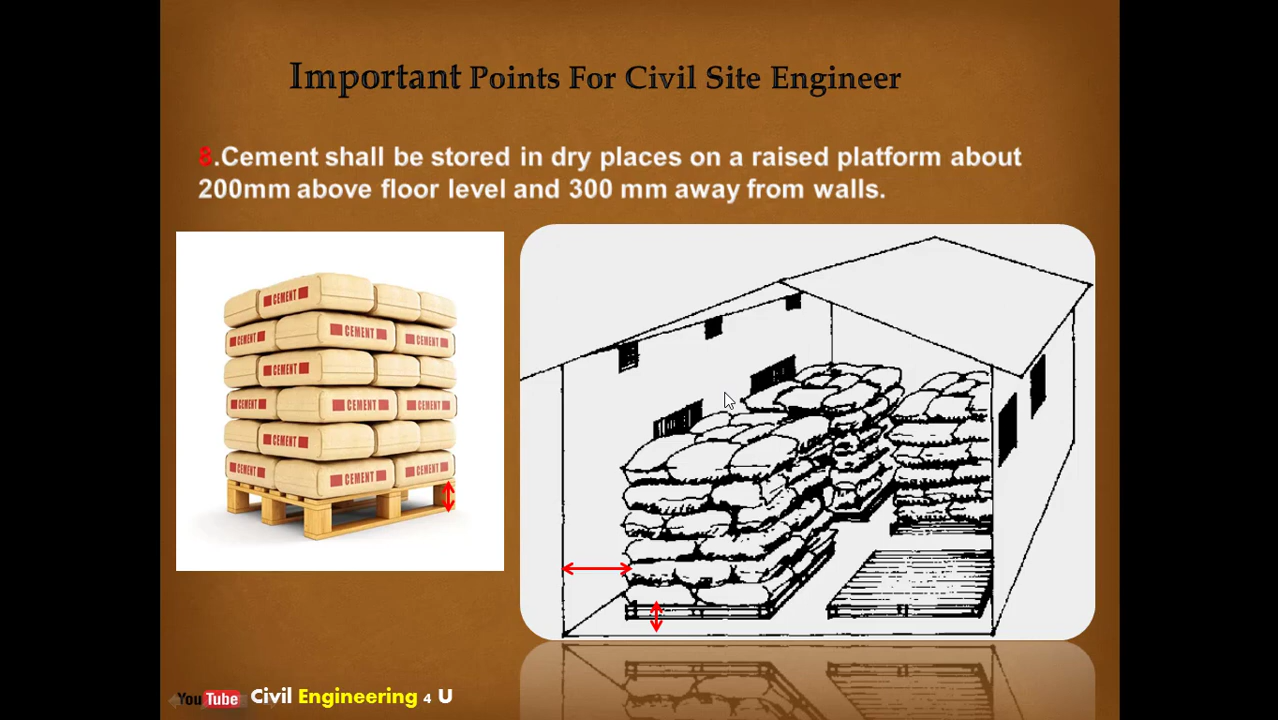 Important Points For Civil Site Engineer
8.Cement shall be stored in dry places on a raised platform about
200mm above floor level and 300 mm away from walls.
CEMENT
CEMENT
CEMENT
CEMENT
CEMENT
CEMENT
CEMENT
CEMENT
CEMENT
CEMENT
CEMENT
CEMENT
YouTube Civil Engineering 4 U